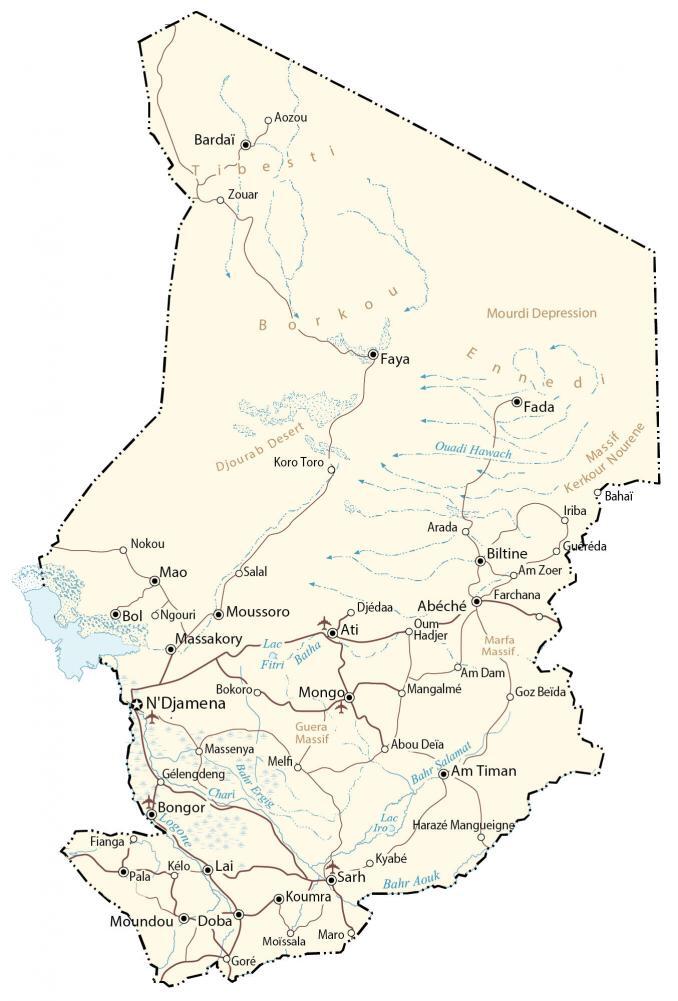 Aozou
Bardaï
Tibesti
Zouar
Borkou
Mourdi Depression
Faya
Ennedi
Fada
Djourab Desert
Ouadi Hawach
Massif
Kerkour Nourene
Koro Toro
Bahaï
Iriba
Arada
Nokou
Guéréda
Biltine
Mao
Salal
Am Zoer
Farchana
Bol
Ngouri
Moussoro
Djédaa
Abéché
Ati
Oum
Hadjer
Massakory
Lac
Fitri
Batha
Marfa
Massif
Am Dam
Bokoro
Mongo
Mangalmé
Goz Beïda
N'Djamena
Guera
Massif
Massenya
Abou Deïa
Melfi
Bahr Salamat
Am Timan
Gélengdeng
Bahr Ergig
Chari
Bongor
Logone
Lac
Iro
Harazé Mangueigne
Fianga
Kyabé
Kélo
Lai
Pala
Sarh
Bahr Aouk
Koumra
Moundou
Doba
Moïssala
Maro
Goré